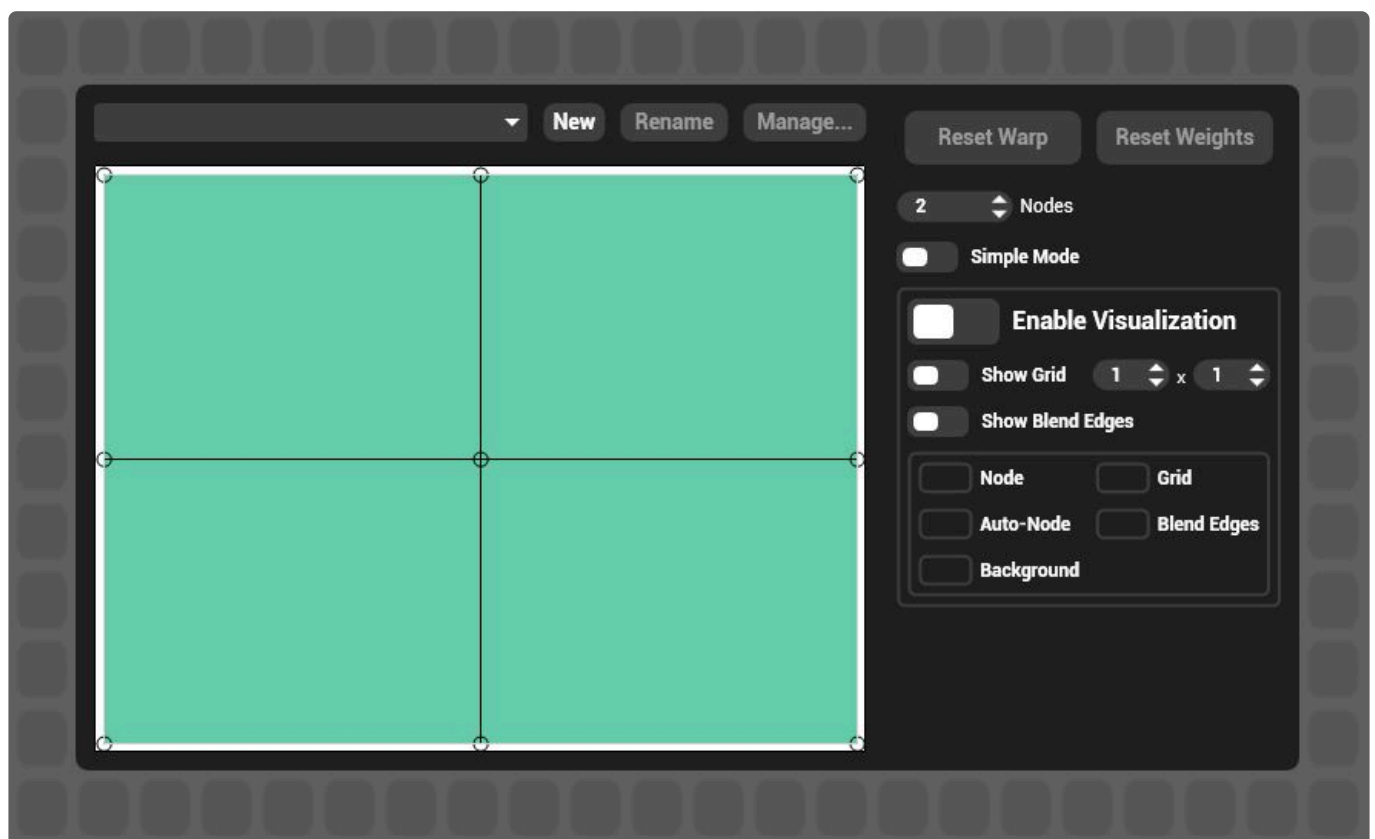 New Rename Manage...
Reset Warp Reset Weights
2 Nodes
Simple Mode
Enable Visualization
Show Grid 1 x 1
Show Blend Edges
Node Grid
Auto-Node Blend Edges
Background